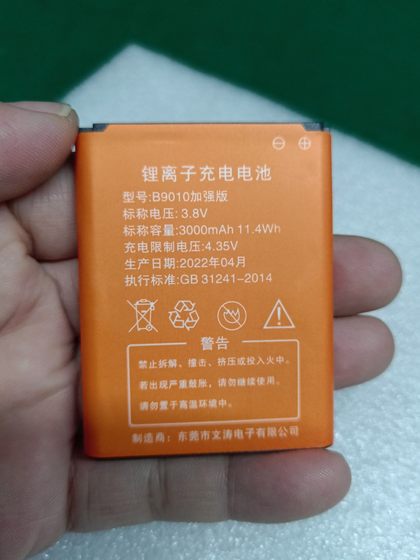 锂离子充电电池
型号:B9010加强版
标称电压: 3.8V
标称容量:3000mAh 11.4Wh
充电限制电压:4.35V
生产日期:2022年04月
执行标准:GB 31241-2014
警告
禁止拆解、撞击、挤压或投入火中。
若出现严重鼓胀，请勿继续使用。
请勿置于高温环境中。
制造商：东莞市文涛电子有限公司